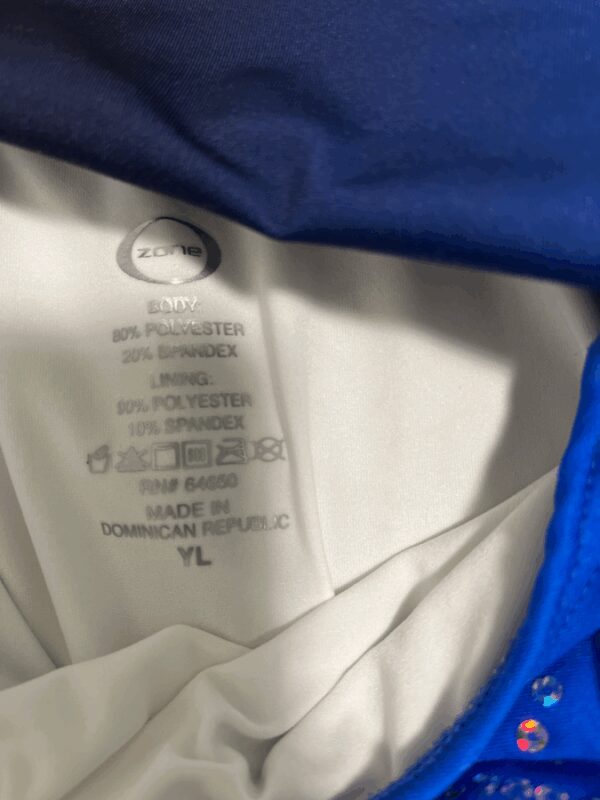 zone
BODY:
80% POLYESTER
20% SPANDEX
LINING:
90% POLYESTER
10% SPANDEX
RN# 64650
MADE IN
DOMINICAN REPUBLIC
YL